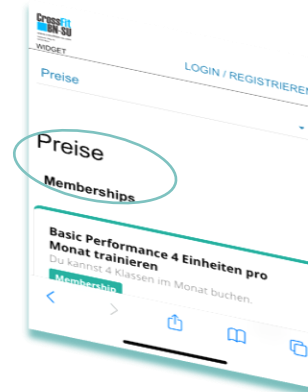 CrossFit
BN-SU
WIDGET
LOGIN / REGISTRIEREN
Preise
Preise
Memberships
Basic Performance 4 Einheiten pro
Monat trainieren
Du kannst 4 Klassen im Monat buchen.
Membership